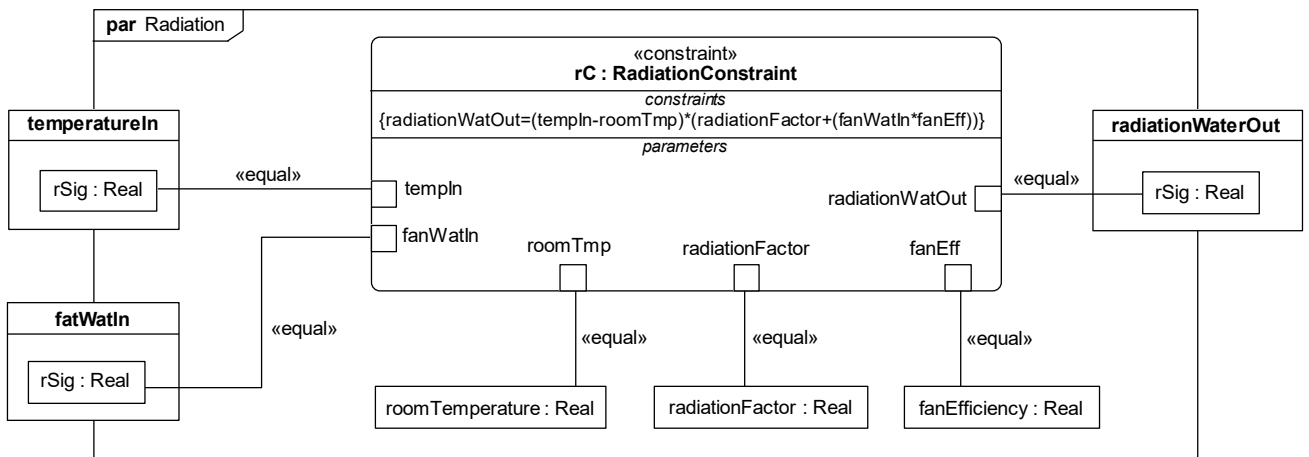 par Radiation
«constraint»
rC : RadiationConstraint
constraints
{radiationWatOut=(tempIn-roomTmp)*(radiationFactor+(fanWatIn*fanEff))}
parameters
temperatureIn
rSig : Real
«equal»
tempIn
radiationWatOut
«equal»
radiationWaterOut
rSig : Real
fanWatIn
roomTmp
radiationFactor
fanEff
fatWatIn
rSig : Real
«equal»
«equal»
«equal»
«equal»
roomTemperature : Real
radiationFactor : Real
fanEfficiency : Real